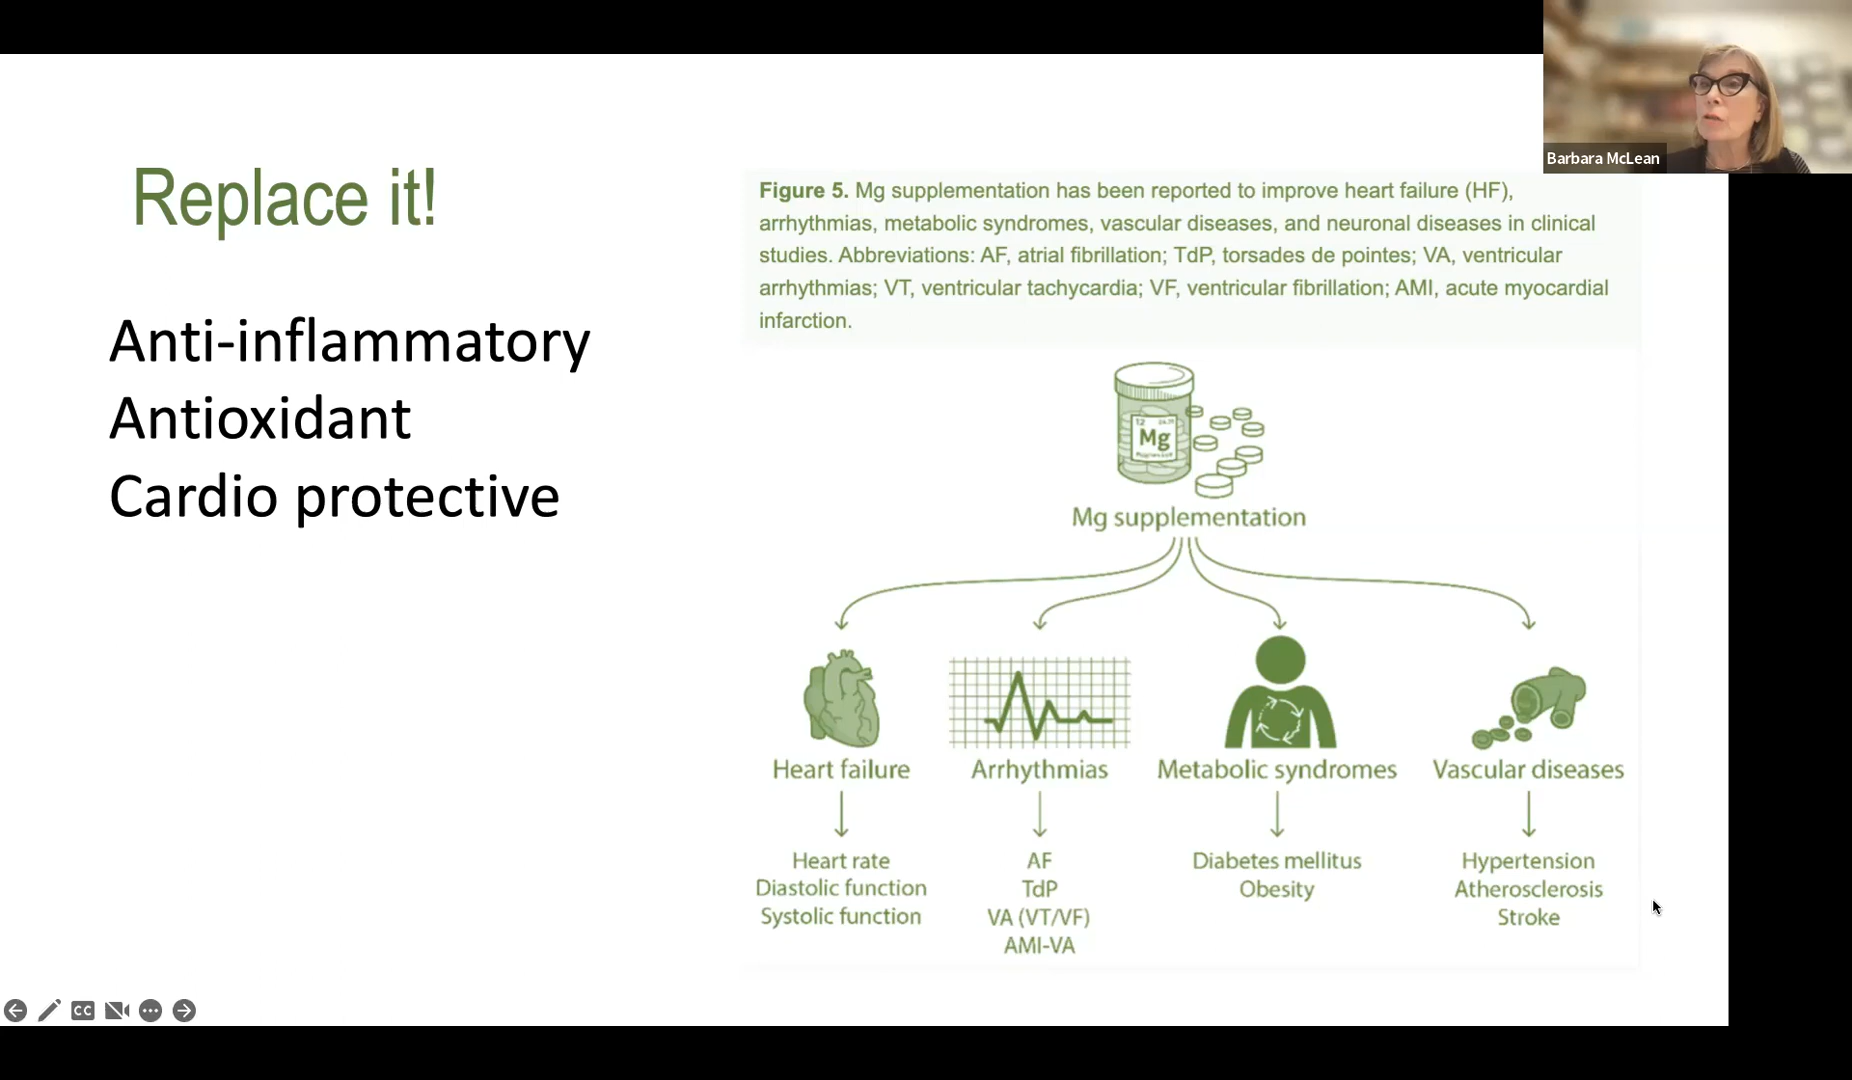 Barbara McLean
Replace it!
Anti-inflammatory
Antioxidant
Cardio protective
Figure 5. Mg supplementation has been reported to improve heart failure (HF),
arrhythmias, metabolic syndromes, vascular diseases, and neuronal diseases in clinical
studies. Abbreviations: AF, atrial fibrillation; TdP, torsades de pointes; VA, ventricular
arrhythmias; VT, ventricular tachycardia; VF, ventricular fibrillation; AMI, acute myocardial
infarction.
12
Mg
Mg supplementation
Heart failure
Arrhythmias
Metabolic syndromes
Vascular diseases
Heart rate
Diastolic function
Systolic function
AF
TdP
VA (VT/VF)
AMI-VA
Diabetes mellitus
Obesity
Hypertension
Atherosclerosis
Stroke
CC